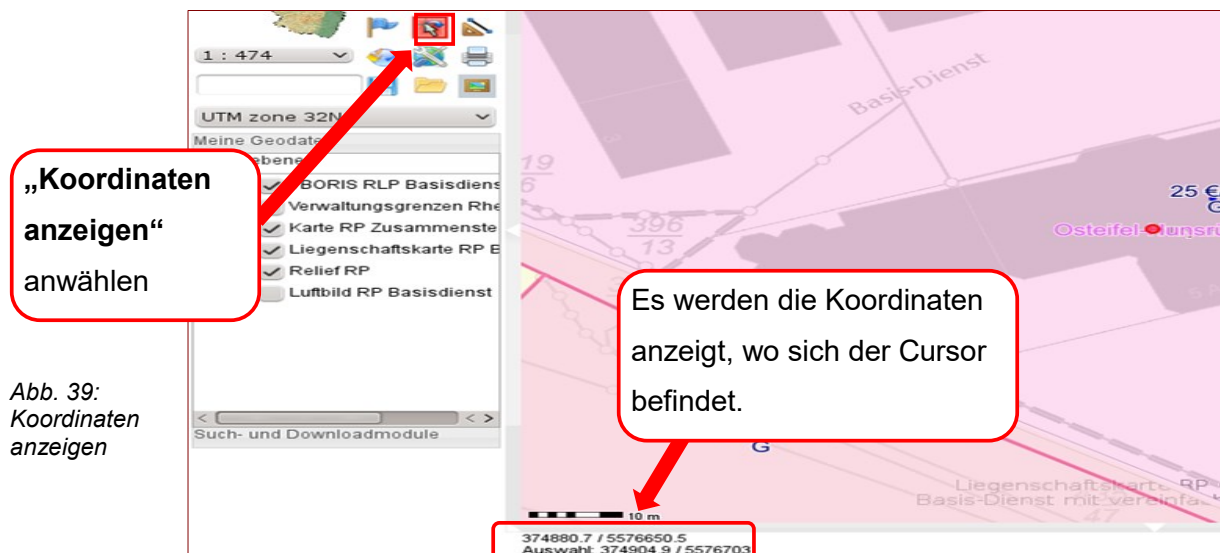 1 : 474
UTM zone 32N
Meine Geodate
ebene
BORIS RLP Basisdiens
Verwaltungsgrenzen Rhe
Karte RP Zusammenste
Liegenschaftskarte RP B
Relief RP
Luftbild RP Basisdienst
Such- und Downloadmodule
„Koordinaten
anzeigen“
anwählen
Abb. 39:
Koordinaten
anzeigen
Basis-Dienst
19
6
396
13
3
25 €
G
Osteifel-Hunsrü
Es werden die Koordinaten
anzeigt, wo sich der Cursor
befindet.
G
Liegenschaftskarte RP
Basis-Dienst mit vereinfa
47
10 m
374880.7 / 5576650.5
Auswahl: 374904.9 / 5576703